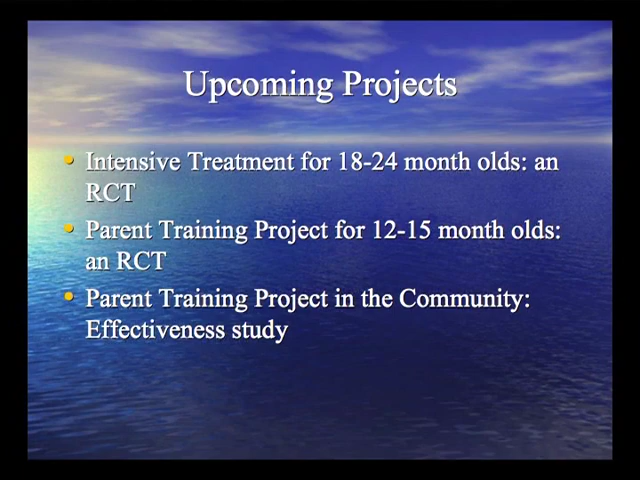 Upcoming Projects
• Intensive Treatment for 18-24 month olds: an
RCT
• Parent Training Project for 12-15 month olds:
an RCT
• Parent Training Project in the Community:
Effectiveness study